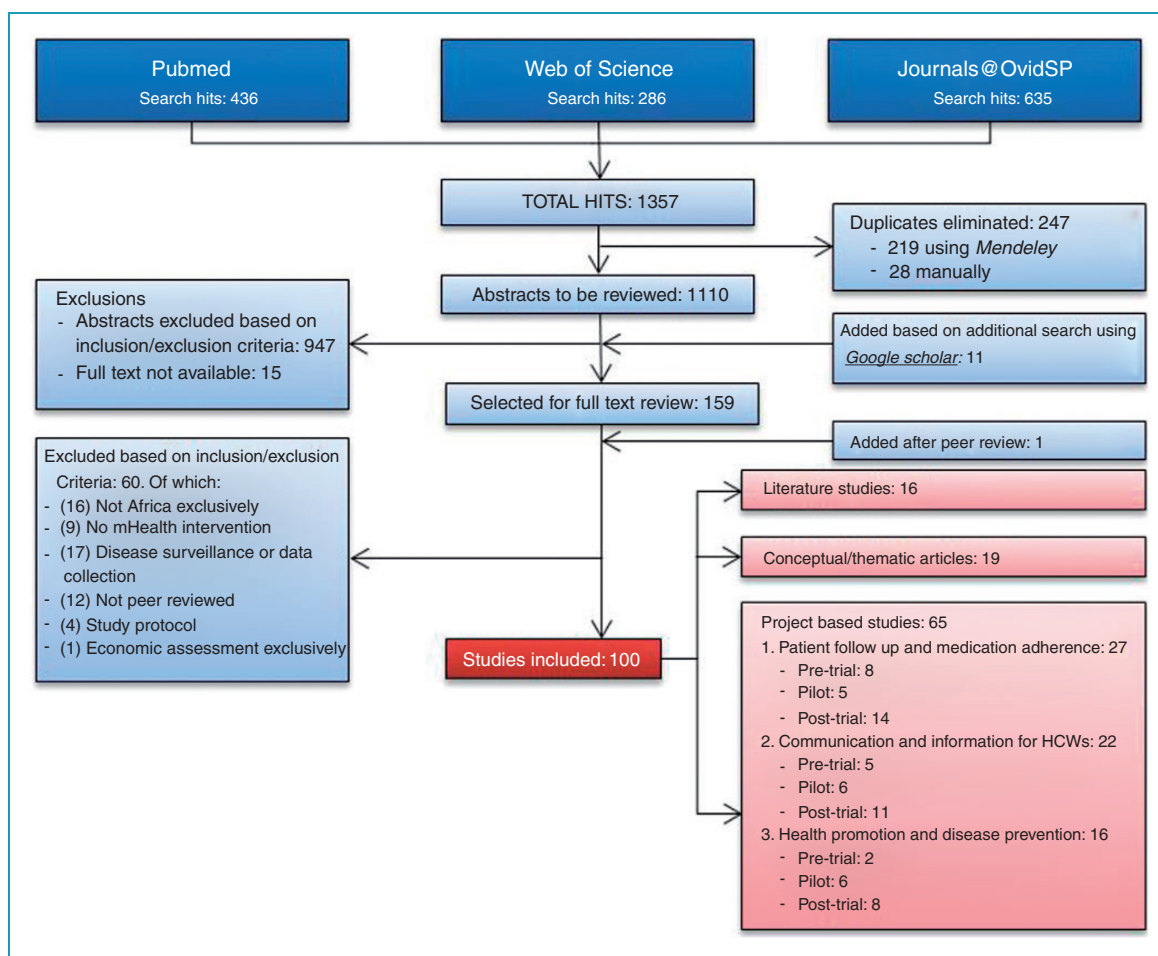 Pubmed
Search hits: 436
Web of Science
Search hits: 286
Journals@OvidSP
Search hits: 635
TOTAL HITS: 1357
Duplicates eliminated: 247
- 219 using Mendeley
- 28 manually
Abstracts to be reviewed: 1110
Exclusions
- Abstracts excluded based on
inclusion/exclusion criteria: 947
- Full text not available: 15
Added based on additional search using
Google scholar: 11
Selected for full text review: 159
Added after peer review: 1
Excluded based on inclusion/exclusion
Criteria: 60. Of which:
- (16) Not Africa exclusively
- (9) No mHealth intervention
- (17) Disease surveillance or data
collection
- (12) Not peer reviewed
- (4) Study protocol
- (1) Economic assessment exclusively
Literature studies: 16
Conceptual/thematic articles: 19
Studies included: 100
Project based studies: 65
1. Patient follow up and medication adherence: 27
- Pre-trial: 8
- Pilot: 5
- Post-trial: 14
2. Communication and information for HCWs: 22
- Pre-trial: 5
- Pilot: 6
- Post-trial: 11
3. Health promotion and disease prevention: 16
- Pre-trial: 2
- Pilot: 6
- Post-trial: 8